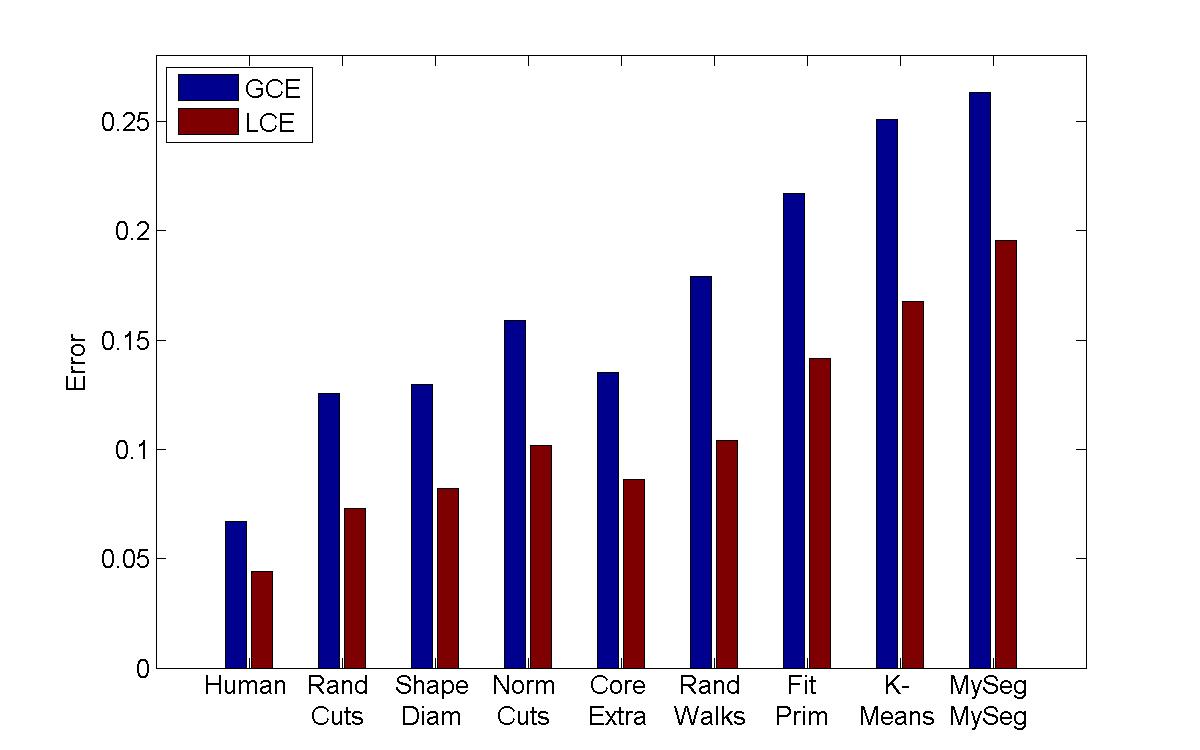 GCE
LCE
0.25
0.2
0.15
0.1
0.05
0
Error
Human Rand Shape Norm Core Rand Fit K- MySeg
Cuts Diam Cuts Extra Walks Prim Means MySeg